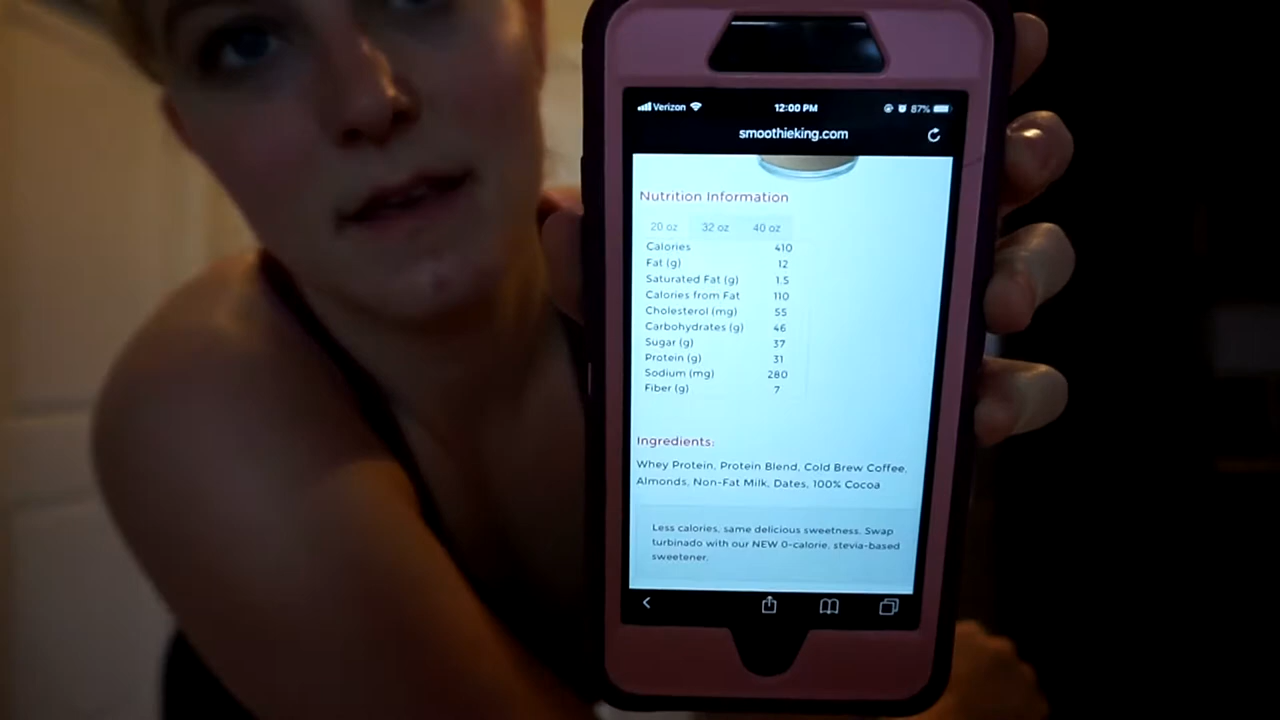 Verizon 12:00 PM 87%
smoothieking.com
Nutrition Information
20 oz 32 oz 40 oz
Calories 410
Fat (g) 12
Saturated Fat (g) 1.5
Calories from Fat 110
Cholesterol (mg) 55
Carbohydrates (g) 46
Sugar (g) 37
Protein (g) 31
Sodium (mg) 280
Fiber (g) 7
Ingredients:
Whey Protein, Protein Blend, Cold Brew Coffee,
Almonds, Non-Fat Milk, Dates, 100% Cocoa
Less calories, same delicious sweetness. Swap
turbinado with our NEW 0-calorie, stevia-based
sweetener.